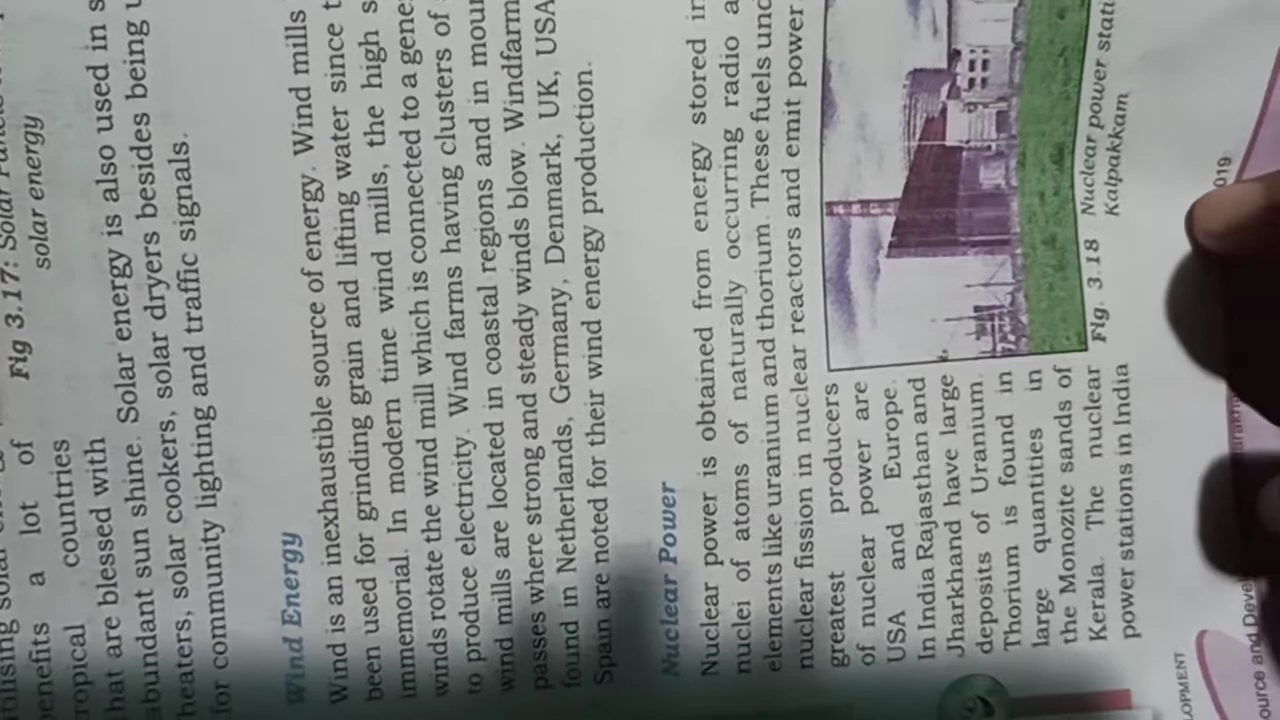 Fig 3.17: Solar
solar energy
benefits a lot of
tropical countries
that are blessed with
abundant sun shine. Solar energy is also used in
heaters, solar cookers, solar dryers besides being
for community lighting and traffic signals.
Wind Energy
Wind is an inexhaustible source of energy. Wind mills
been used for grinding grain and lifting water since
immemorial. In modern time wind mills, the high
winds rotate the wind mill which is connected to a
to produce electricity. Wind farms having clusters of
wind mills are located in coastal regions and in
passes where strong and steady winds blow. Windfarm
found in Netherlands, Germany, Denmark, UK, USA
Spain are noted for their wind energy production.
Nuclear Power
Nuclear power is obtained from energy stored in
nuclei of atoms of naturally occurring radio
elements like uranium and thorium. These fuels
nuclear fission in nuclear reactors and emit power.
greatest producers
of nuclear power are
USA and Europe.
In India Rajasthan and
Jharkhand have large
deposits of Uranium.
Thorium is found in
large quantities in
the Monozite sands of
Kerala. The nuclear
power stations in India
Fig. 3.18 Nuclear power
Kalpakkam